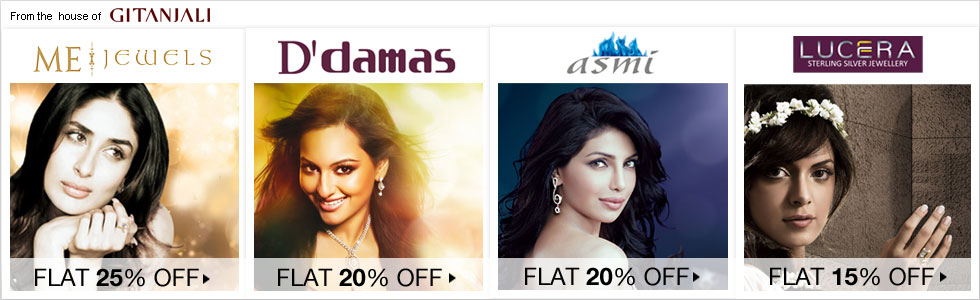 From the house of GITANJALI
ME JEWELS
D'damas
asmi
LUCERA
STERLING SILVER JEWELLERY
FLAT 25% OFF
FLAT 20% OFF
FLAT 20% OFF
FLAT 15% OFF